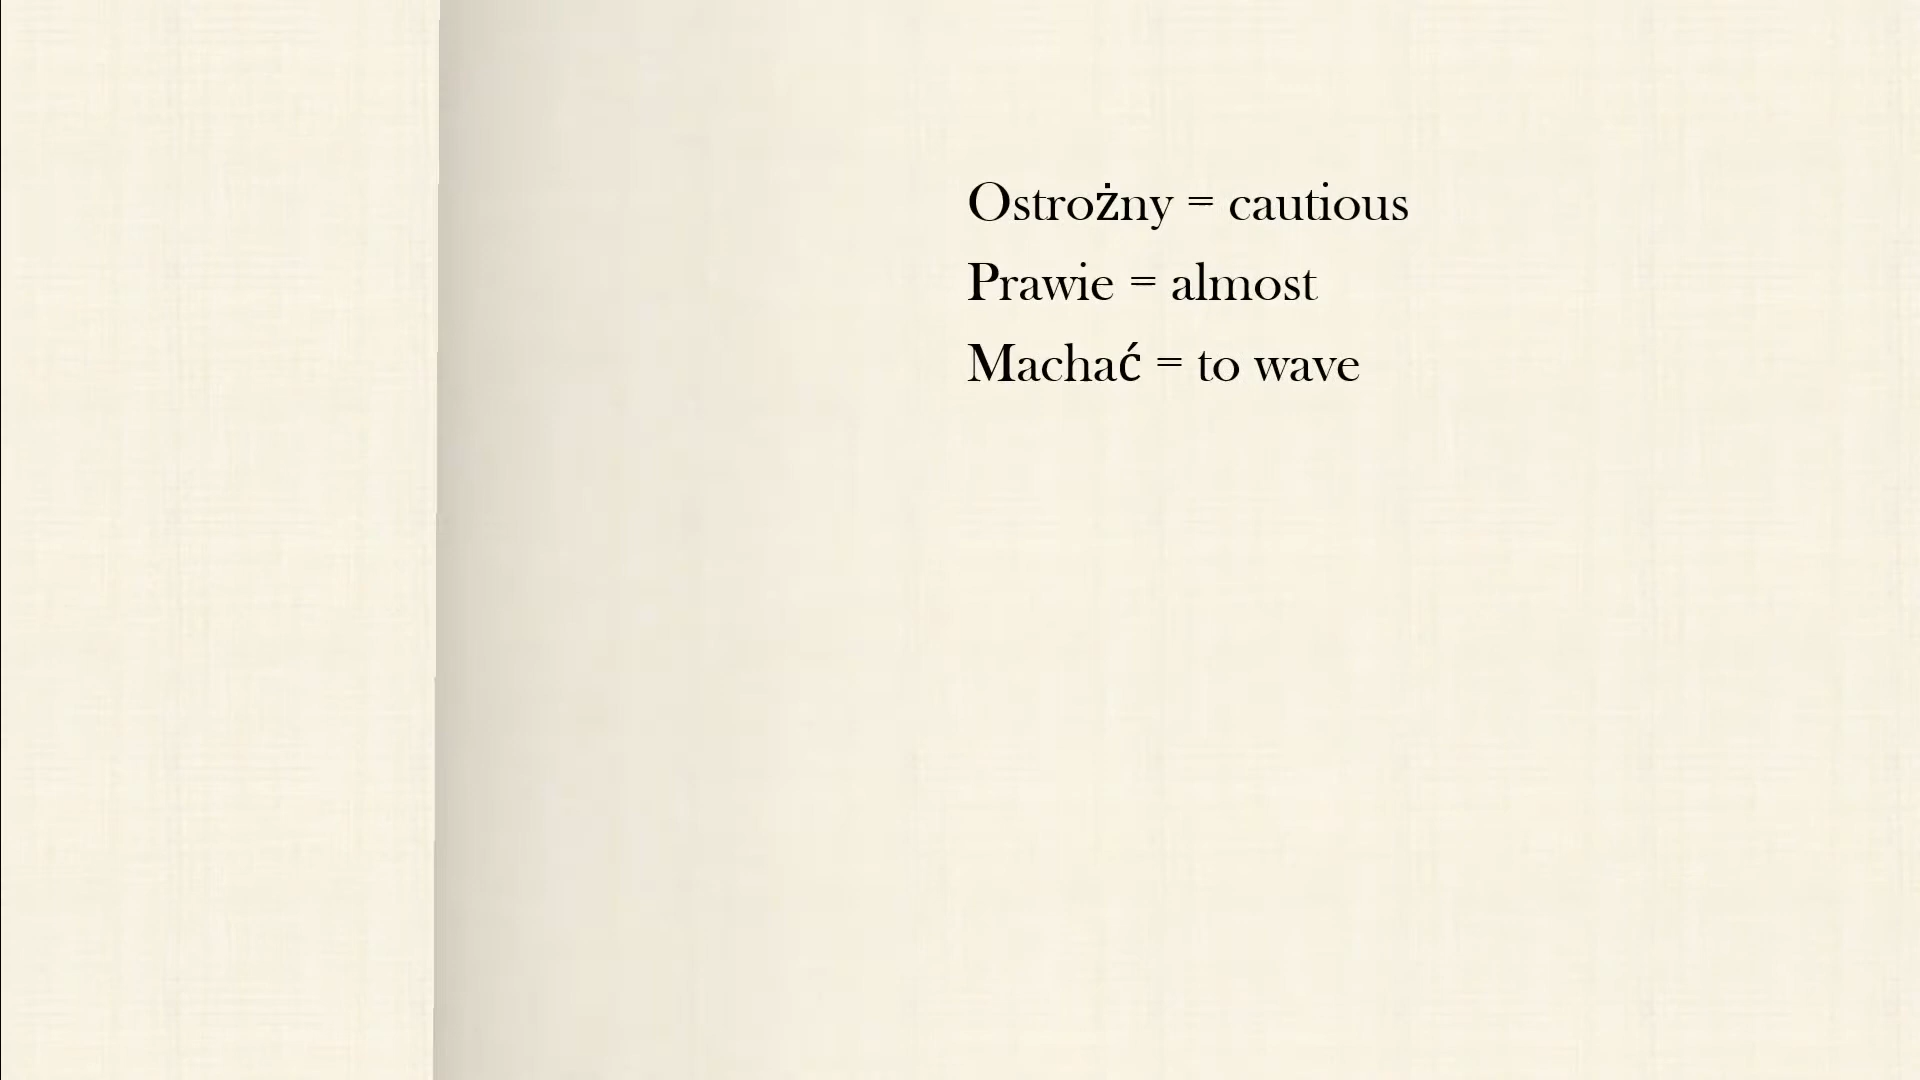 Ostrożny = cautious
Prawie = almost
Machać = to wave